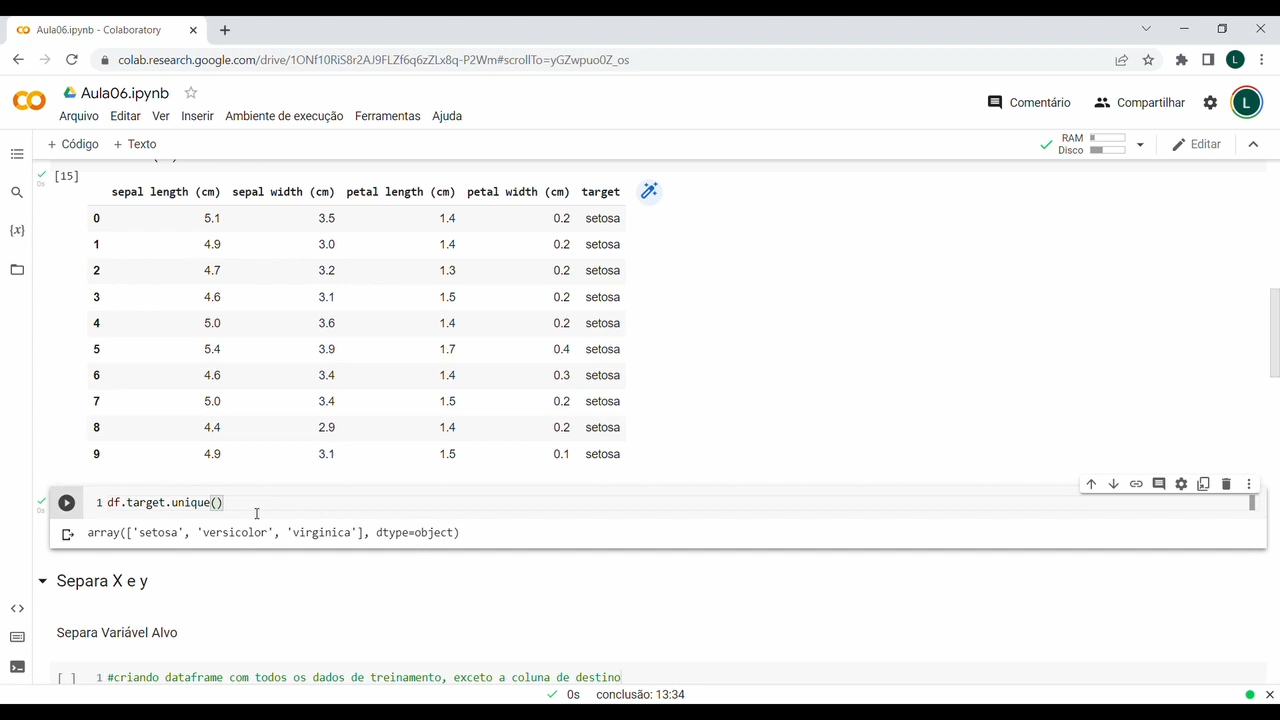 Aula06.ipynb - Colaboratory
colab.research.google.com/drive/1ONf10RiS8r2AJ9FLZf6q6zZLx8q-P2Wm#scrollTo=yGZwpuo0Z_os
L
Aula06.ipynb
Comentário Compartilhar L
Arquivo Editar Ver Inserir Ambiente de execução Ferramentas Ajuda
+ Código + Texto RAM Disco Editar
0s [15]
sepal length (cm) sepal width (cm) petal length (cm) petal width (cm) target
0 5.1 3.5 1.4 0.2 setosa
1 4.9 3.0 1.4 0.2 setosa
2 4.7 3.2 1.3 0.2 setosa
3 4.6 3.1 1.5 0.2 setosa
4 5.0 3.6 1.4 0.2 setosa
5 5.4 3.9 1.7 0.4 setosa
6 4.6 3.4 1.4 0.3 setosa
7 5.0 3.4 1.5 0.2 setosa
8 4.4 2.9 1.4 0.2 setosa
9 4.9 3.1 1.5 0.1 setosa
0s 1 df.target.unique()
array(['setosa', 'versicolor', 'virginica'], dtype=object)
Separa X e y
Separa Variável Alvo
[ ] 1 #criando dataframe com todos os dados de treinamento, exceto a coluna de destino
0s conclusão: 13:34